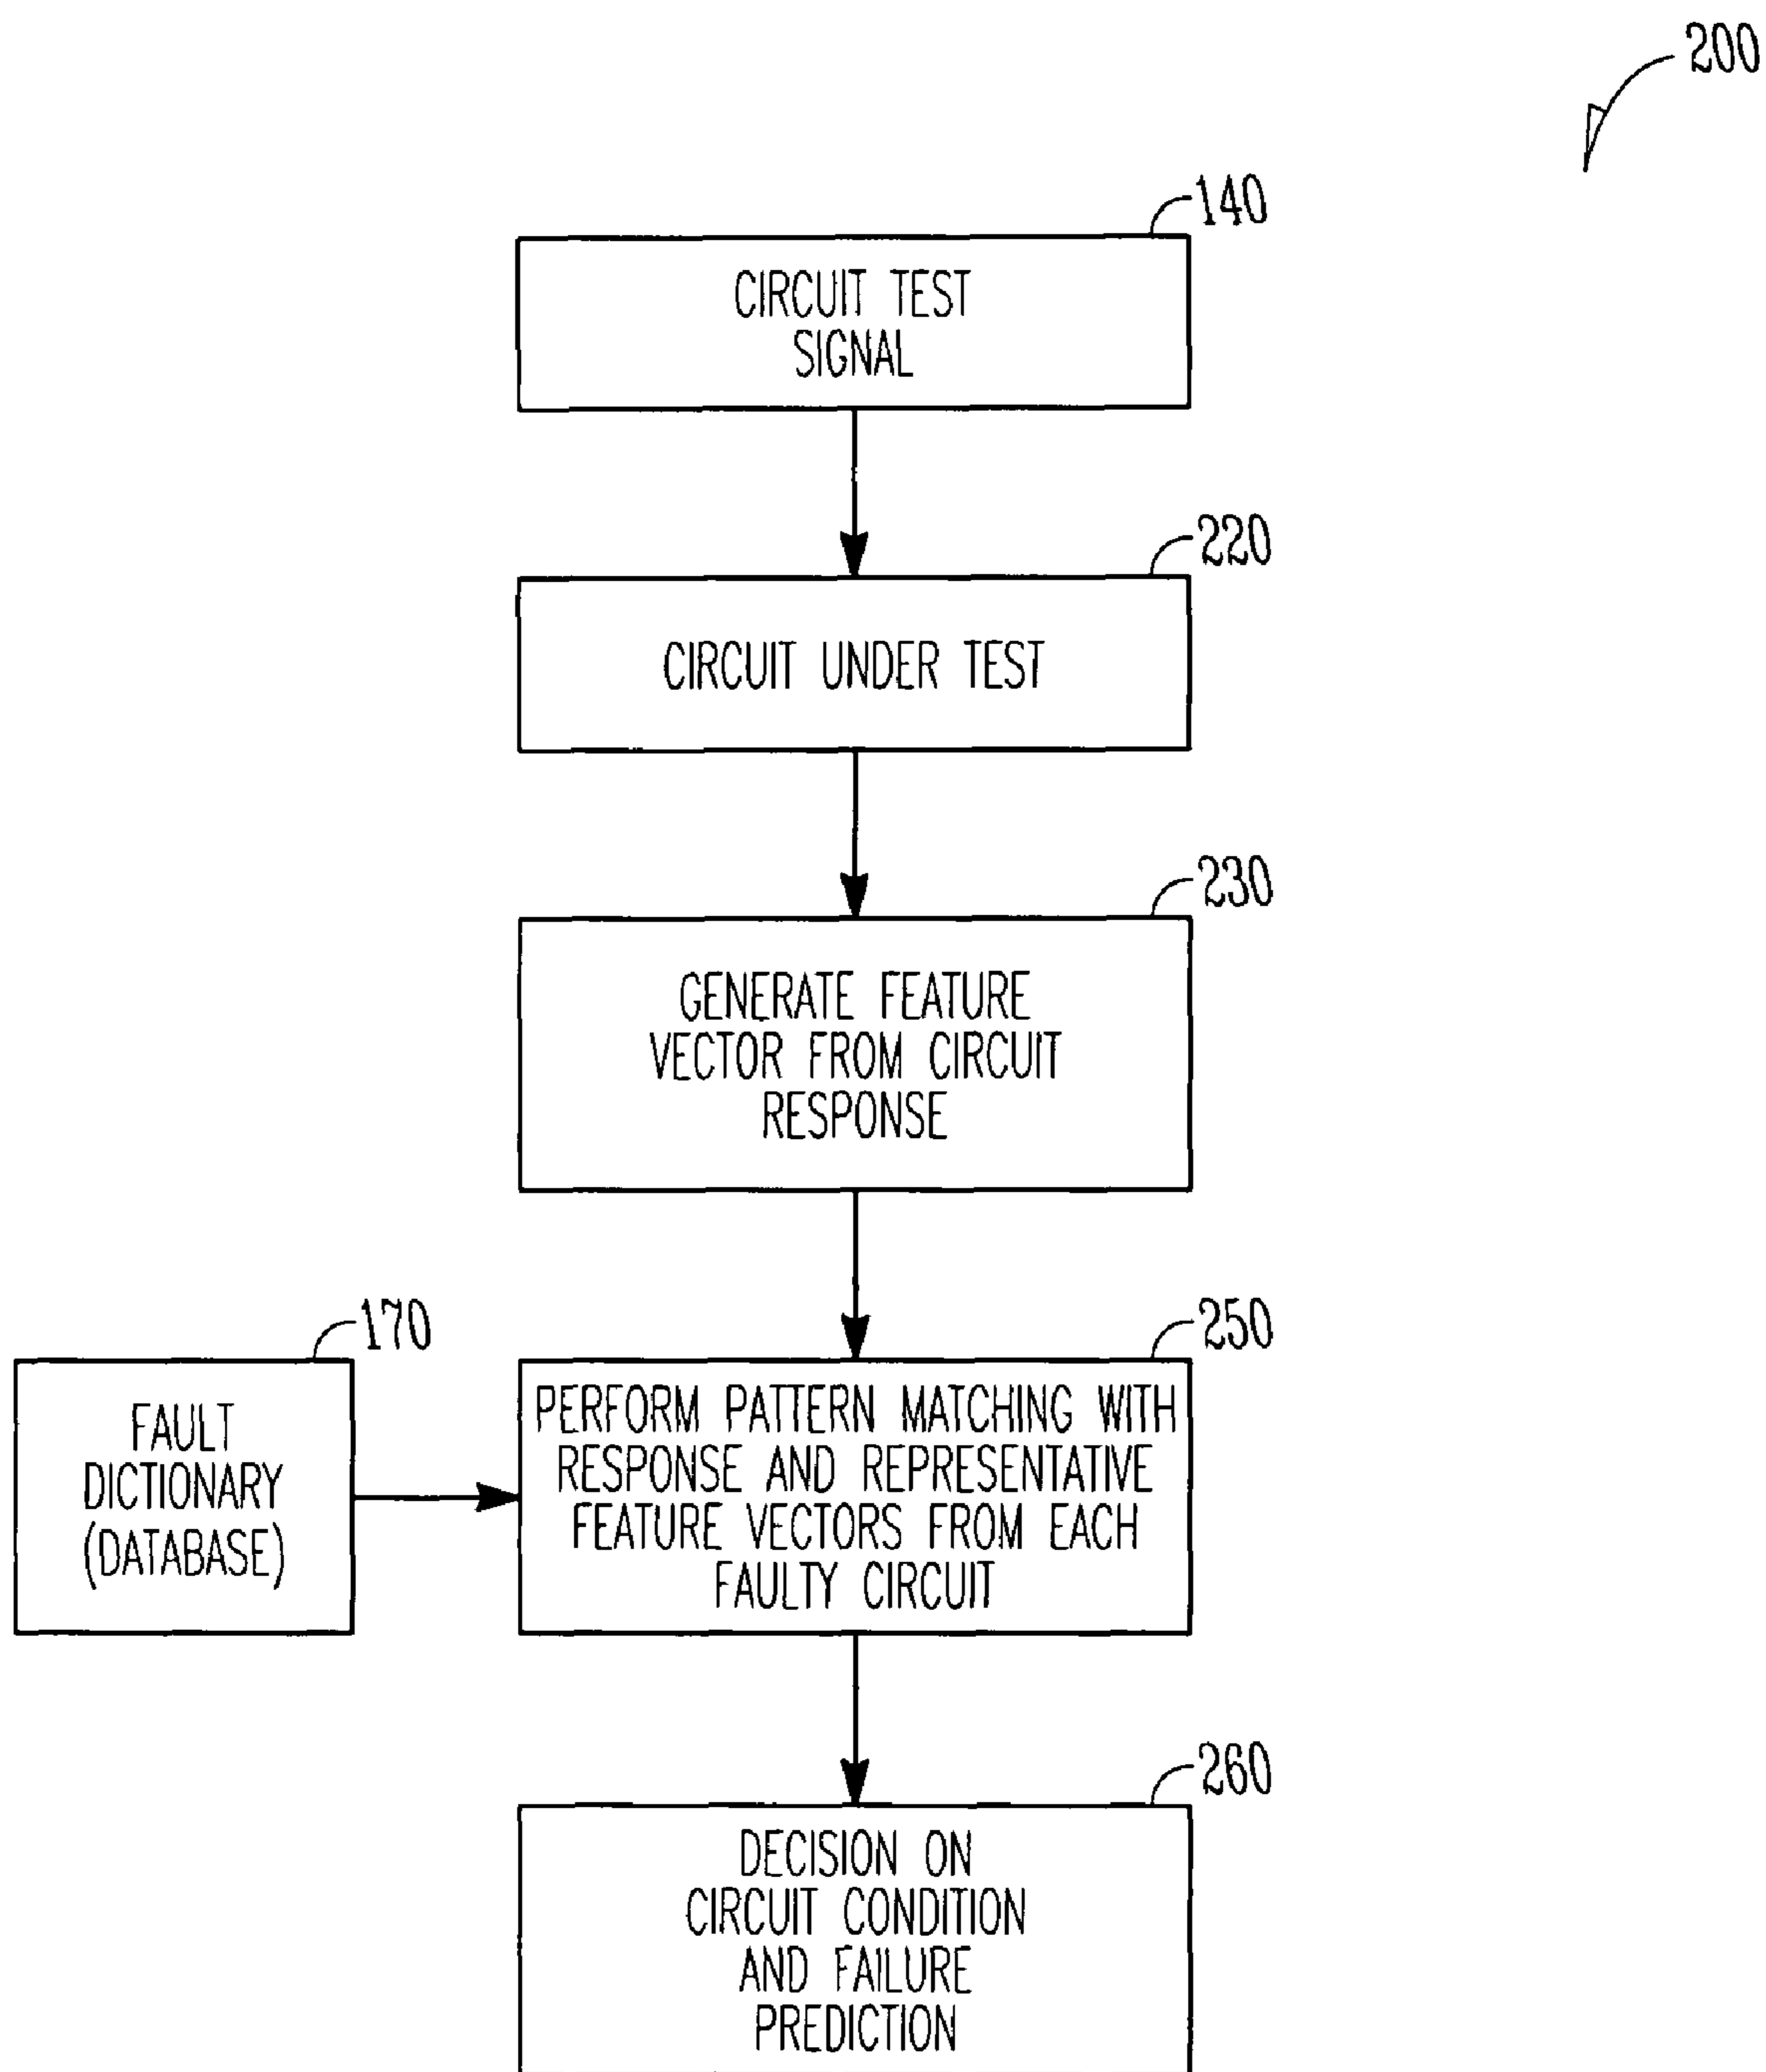 200
140
CIRCUIT TEST
SIGNAL
220
CIRCUIT UNDER TEST
230
GENERATE FEATURE
VECTOR FROM CIRCUIT
RESPONSE
170
FAULT
DICTIONARY
(DATABASE)
250
PERFORM PATTERN MATCHING WITH
RESPONSE AND REPRESENTATIVE
FEATURE VECTORS FROM EACH
FAULTY CIRCUIT
260
DECISION ON
CIRCUIT CONDITION
AND FAILURE
PREDICTION